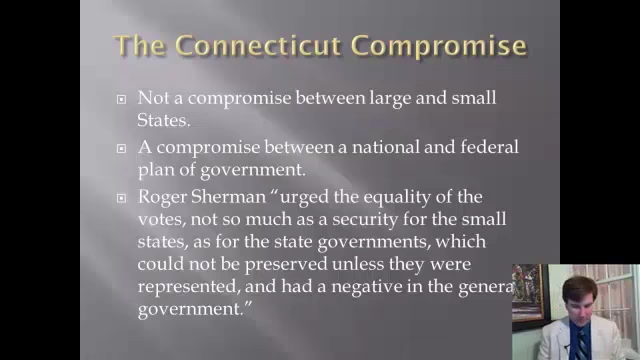 The Connecticut Compromise
Not a compromise between large and small
States.
A compromise between a national and federal
plan of government.
Roger Sherman “urged the equality of the
votes, not so much as a security for the small
states, as for the state governments, which
could not be preserved unless they were
represented, and had a negative in the genera
government.”